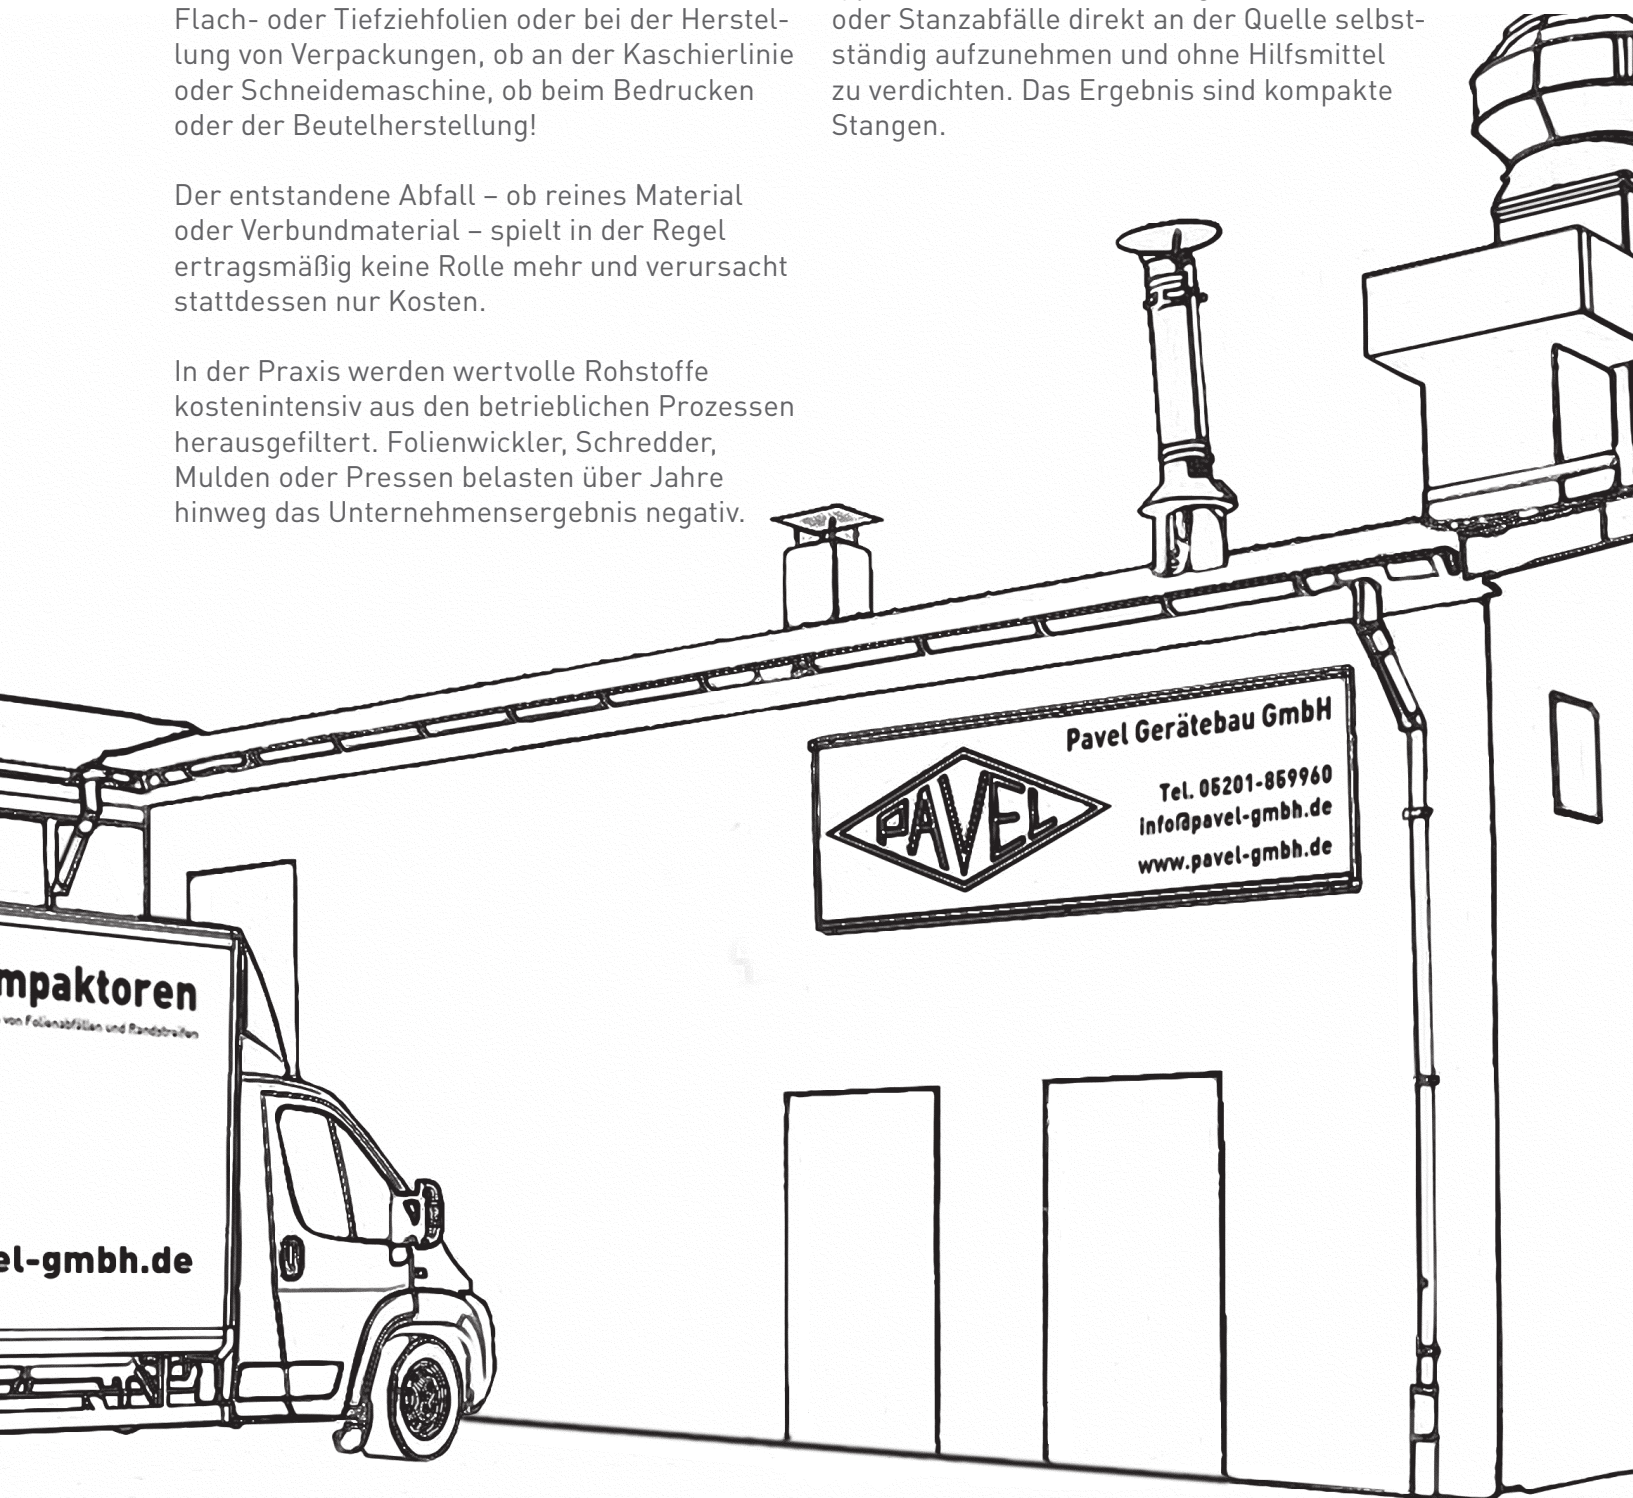 Flach- oder Tiefziehfolien oder bei der Herstel-
lung von Verpackungen, ob an der Kaschierlinie
oder Schneidemaschine, ob beim Bedrucken
oder der Beutelherstellung!
Der entstandene Abfall – ob reines Material
oder Verbundmaterial – spielt in der Regel
ertragsmäßig keine Rolle mehr und verursacht
stattdessen nur Kosten.
In der Praxis werden wertvolle Rohstoffe
kostenintensiv aus den betrieblichen Prozessen
herausgefiltert. Folienwickler, Schredder,
Mulden oder Pressen belasten über Jahre
hinweg das Unternehmensergebnis negativ.
oder Stanzabfälle direkt an der Quelle selbst-
ständig aufzunehmen und ohne Hilfsmittel
zu verdichten. Das Ergebnis sind kompakte
Stangen.
Pavel Gerätebau GmbH
PAVEL
Tel. 05201-859960
info@pavel-gmbh.de
www.pavel-gmbh.de
mpaktoren
von Folienabfällen und Randstreifen
el-gmbh.de